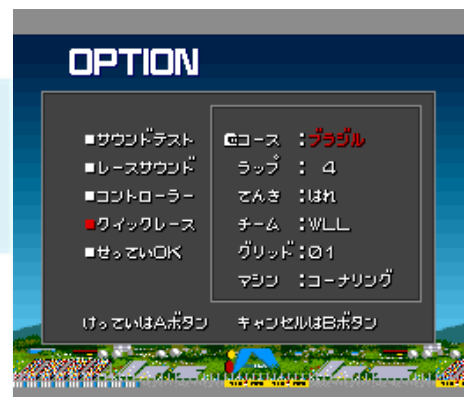 OPTION
■サウンドテスト
■レースサウンド
■コントローラー
■クイックレース
■せっていOK
コース :ブラジル
ラップ : 4
てんき :はれ
チーム :WLL
グリッド:01
マシン :コーナリング
けっていはAボタン キャンセルはBボタン